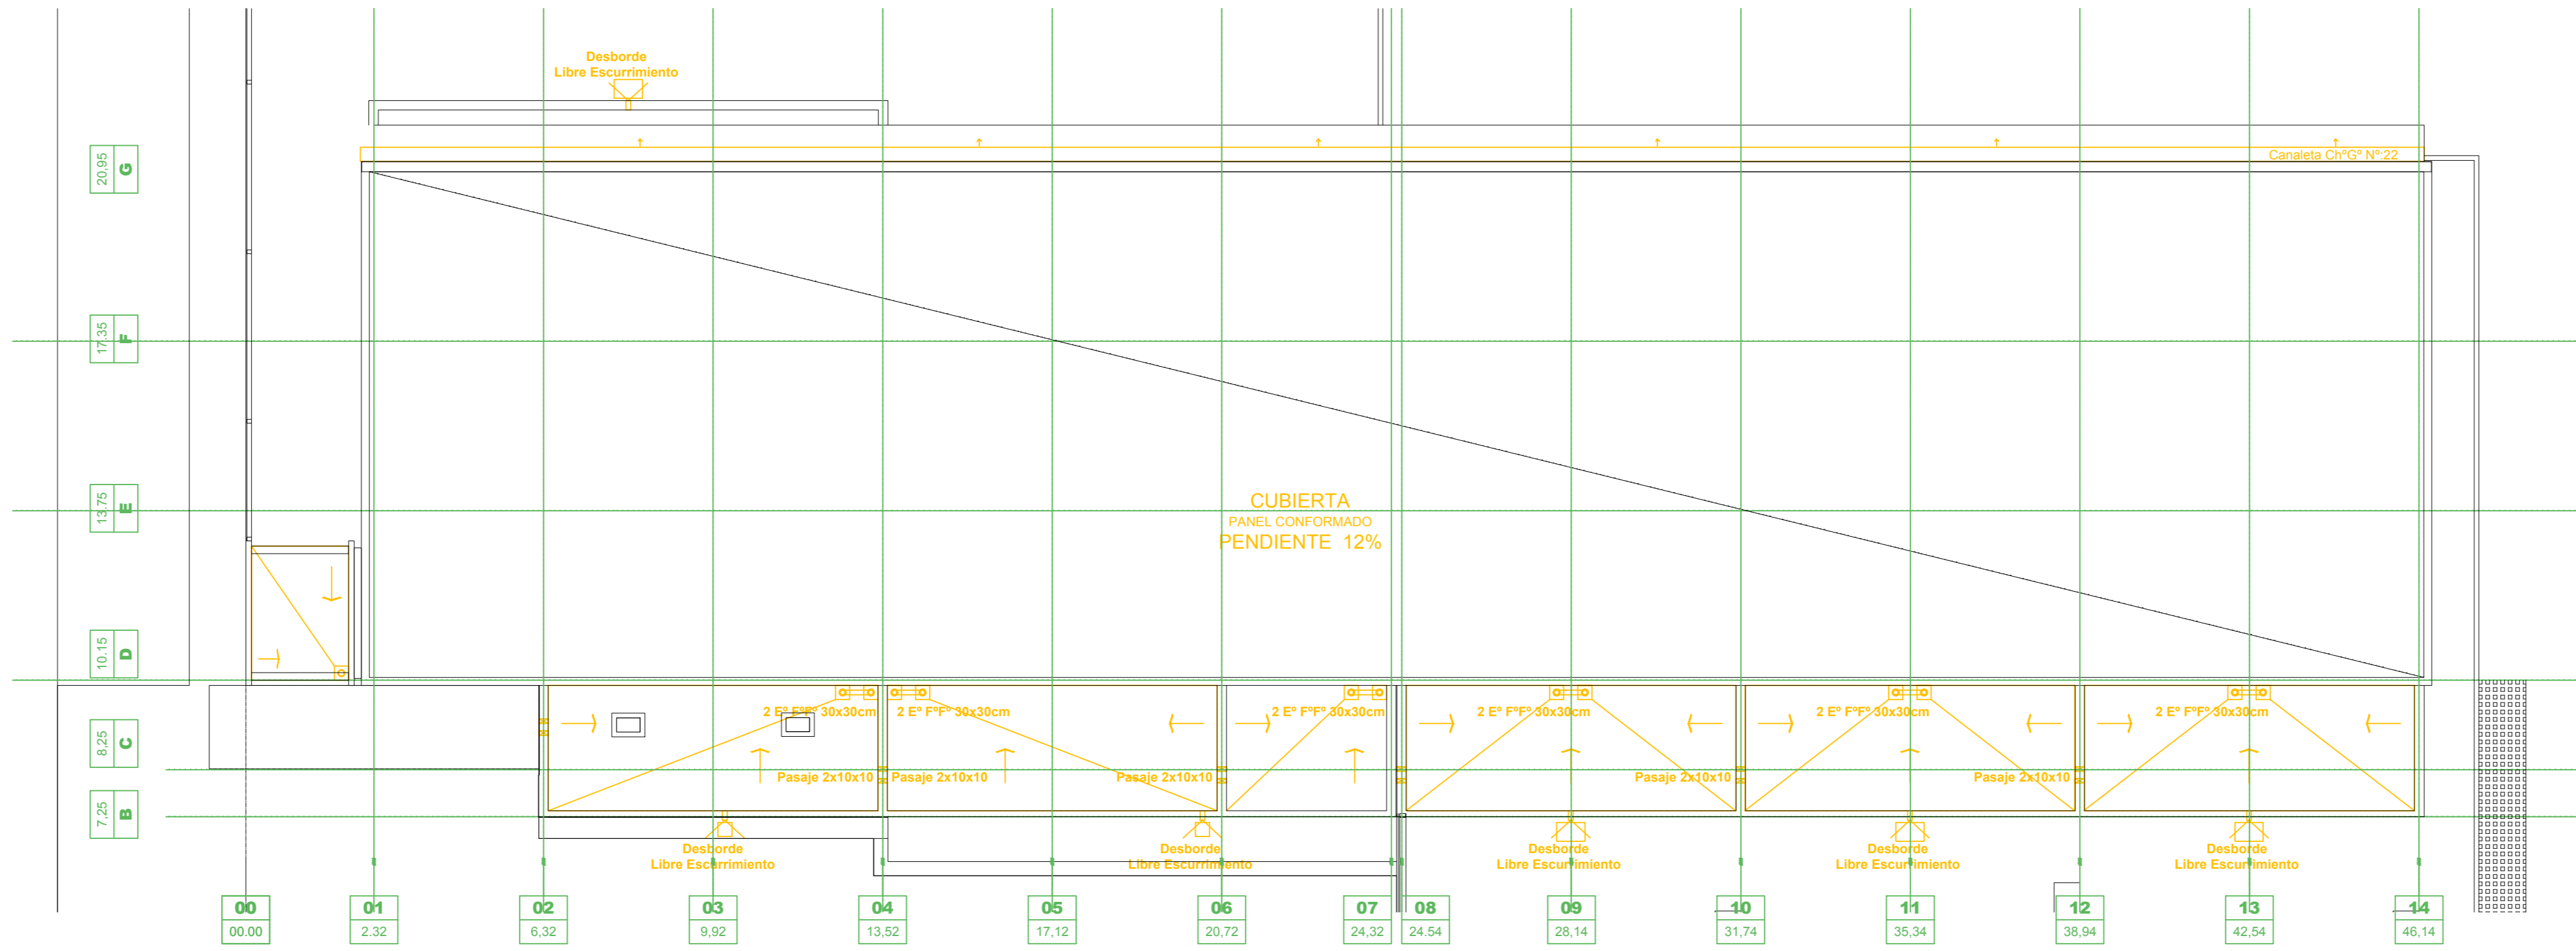 Desborde
Libre Escurrimiento
20,95 G
Canaleta ChºGº Nº:22
17.35 F
13.75 E
CUBIERTA
PANEL CONFORMADO
PENDIENTE 12%
10.15 D
2 Eº FºFº 30x30cm
2 Eº FºFº 30x30cm
2 Eº FºFº 30x30cm
2 Eº FºFº 30x30cm
2 Eº FºFº 30x30cm
2 Eº FºFº 30x30cm
8,25 C
Pasaje 2x10x10
Pasaje 2x10x10
Pasaje 2x10x10
Pasaje 2x10x10
Pasaje 2x10x10
7,25 B
Desborde
Libre Escurrimiento
Desborde
Libre Escurrimiento
Desborde
Libre Escurrimiento
Desborde
Libre Escurrimiento
Desborde
Libre Escurrimiento
00 01 02 03 04 05 06 07 08 09 10 11 12 13 14
00.00 2.32 6,32 9,92 13,52 17,12 20,72 24,32 24.54 28,14 31,74 35,34 38,94 42,54 46,14